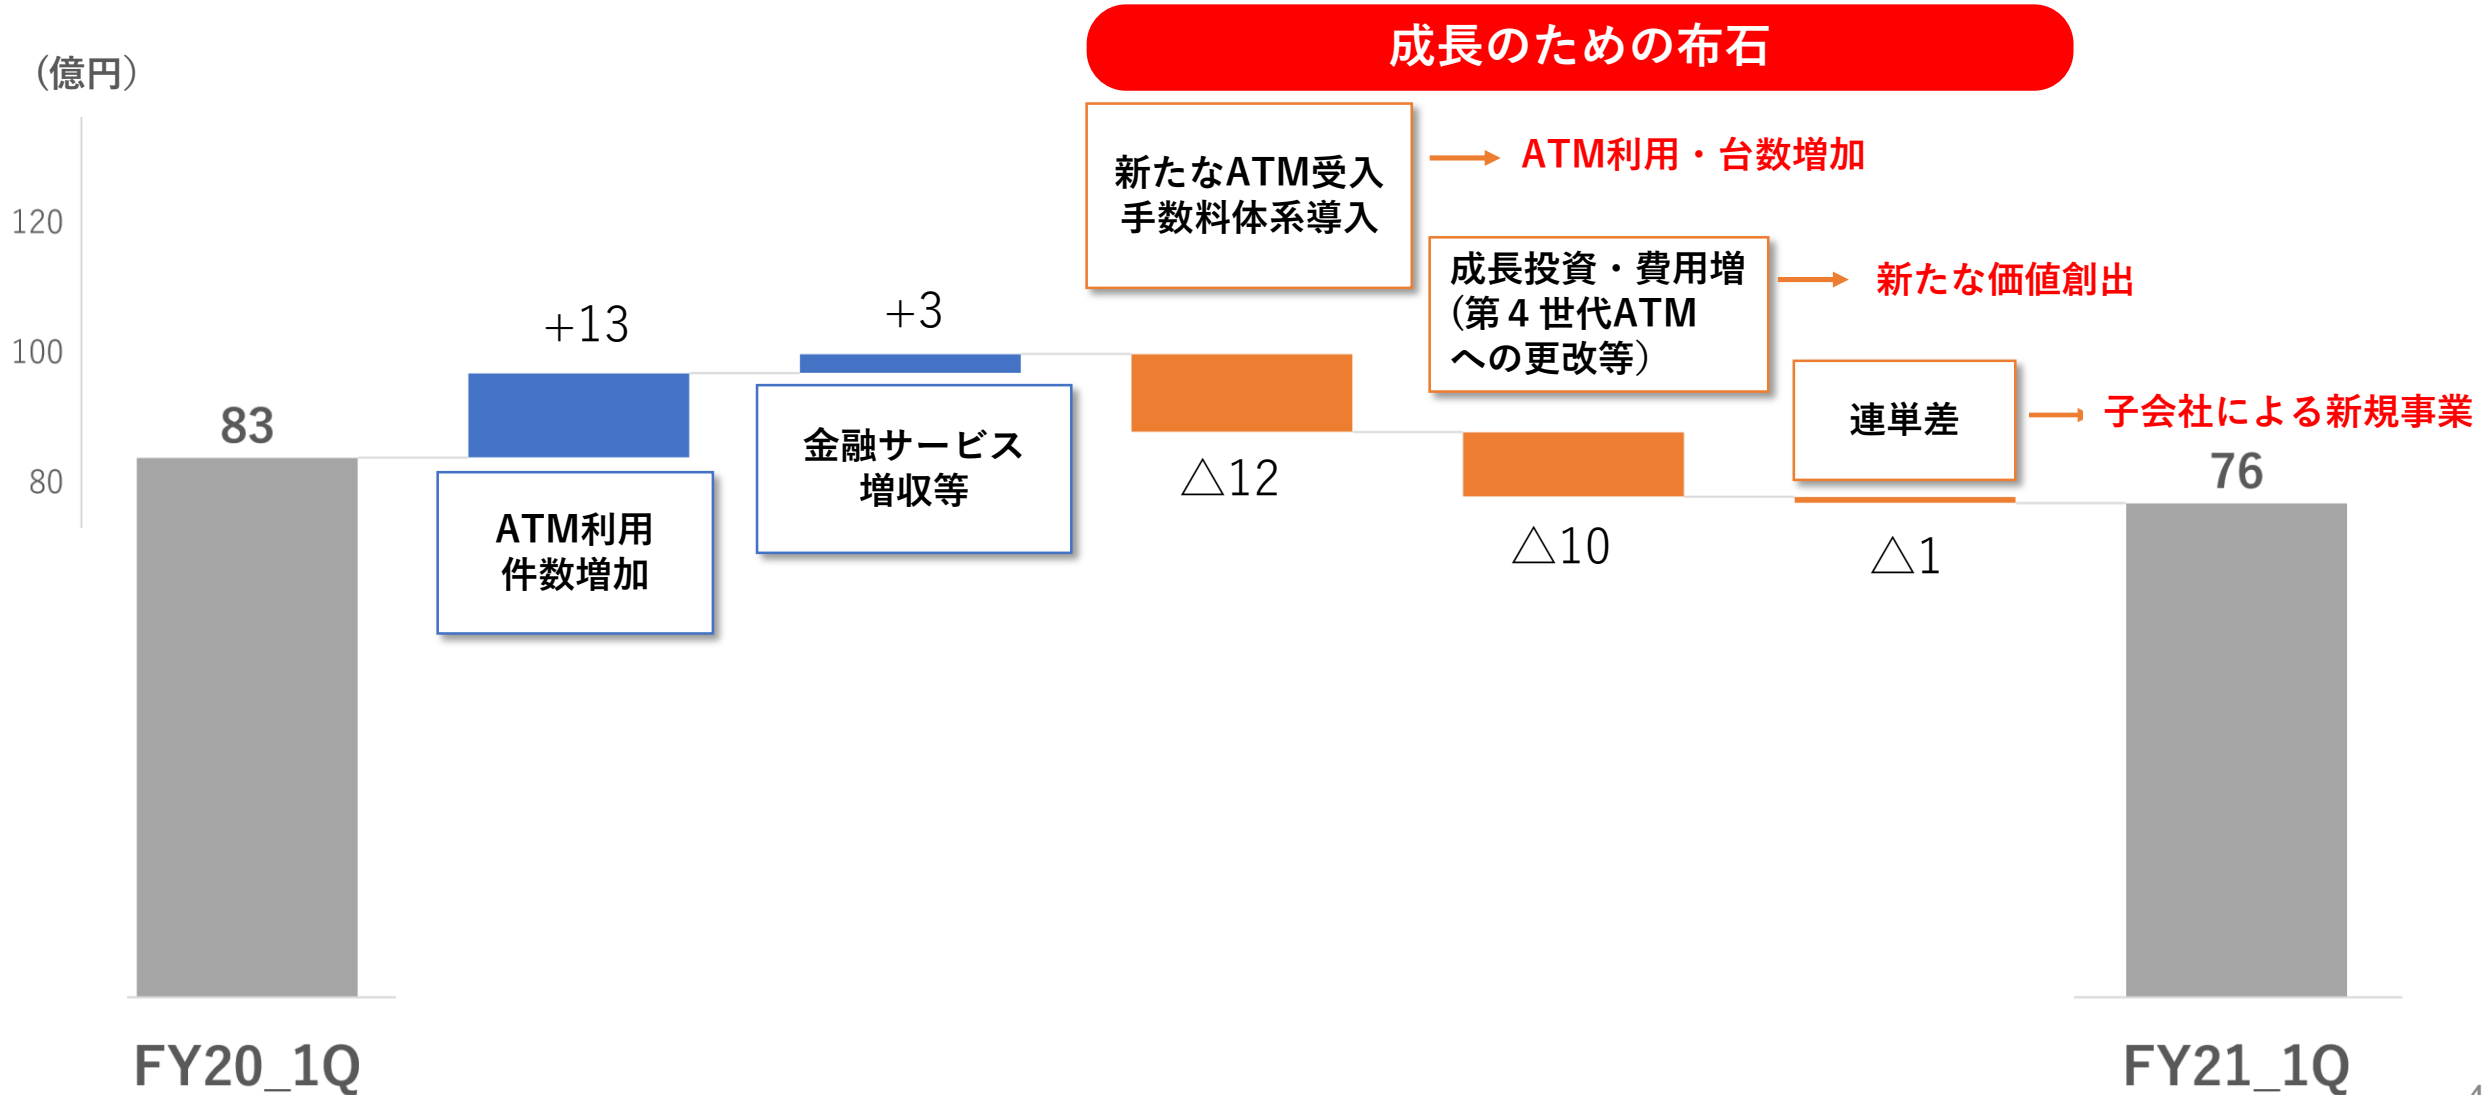 成長のための布石
（億円）
新たなATM受入
手数料体系導入
ATM利用・台数増加
120
100
80
成長投資・費用増
(第４世代ATM
への更改等）
新たな価値創出
+13
+3
連単差
子会社による新規事業
83
金融サービス
増収等
△12
76
ATM利用
件数増加
△10
△1
FY20_1Q
FY21_1Q